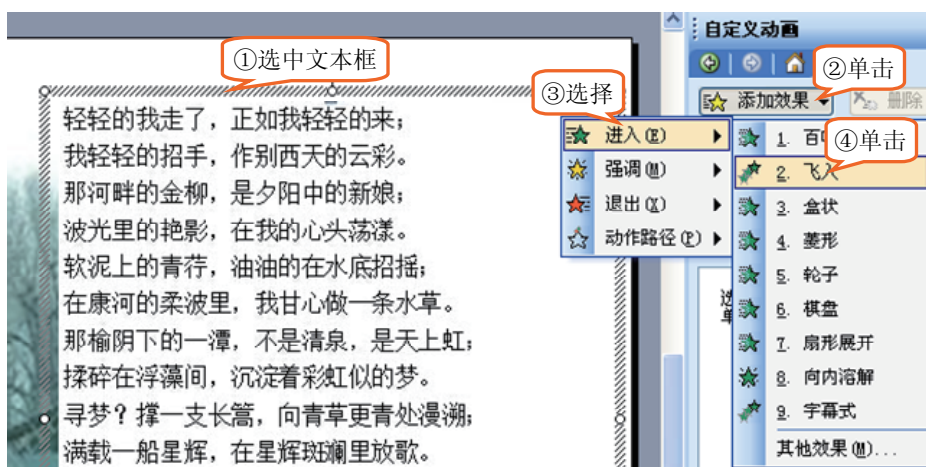 自定义动画
①选中文本框
②单击
③选择
添加效果
删除
轻轻的我走了，正如我轻轻的来；
我轻轻的招手，作别西天的云彩。
那河畔的金柳，是夕阳中的新娘；
波光里的艳影，在我的心头荡漾。
软泥上的青荇，油油的在水底招摇；
在康河的柔波里，我甘心做一条水草。
那榆阴下的一潭，不是清泉，是天上虹；
揉碎在浮藻间，沉淀着彩虹似的梦。
寻梦？撑一支长篙，向青草更青处漫溯；
满载一船星辉，在星辉斑斓里放歌。
进入(E)
强调(M)
退出(X)
动作路径(P)
④单击
1. 百
2. 飞入
3. 盒状
4. 菱形
5. 轮子
6. 棋盘
7. 扇形展开
8. 向内溶解
9. 字幕式
其他效果(M)...